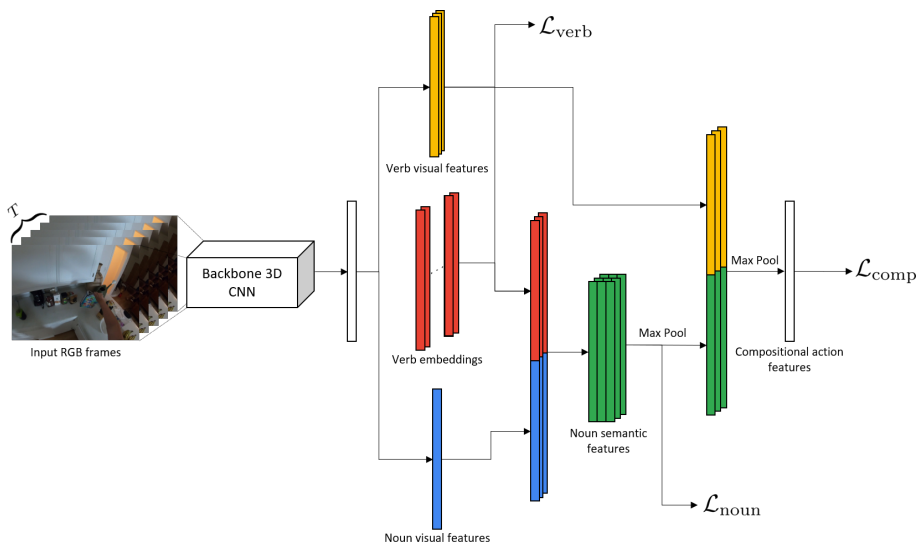 ℒverb
Verb visual features
T
Backbone 3D
CNN
Input RGB frames
Verb embeddings
Max Pool
ℒcomp
Max Pool
Compositional action
features
Noun semantic
features
ℒnoun
Noun visual features